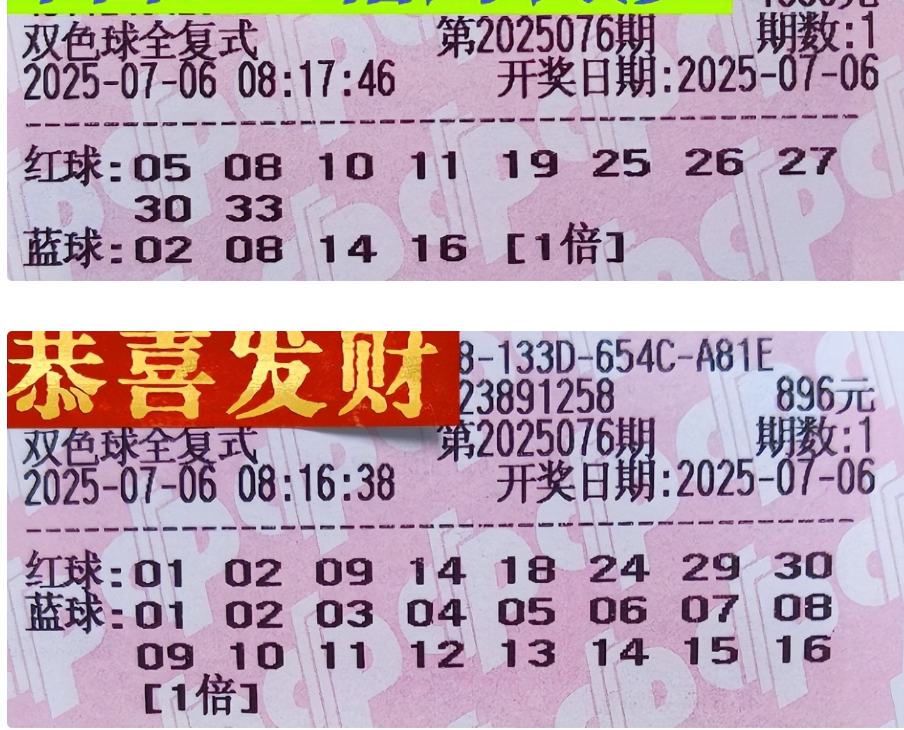 双色球全复式 第2025076期 期数:1
2025-07-06 08:17:46 开奖日期:2025-07-06
红球:05 08 10 11 19 25 26 27
30 33
蓝球:02 08 14 16 [1倍]
恭喜发财 8-133D-654C-A81E
23891258 896元
双色球全复式 第2025076期 期数:1
2025-07-06 08:16:38 开奖日期:2025-07-06
红球:01 02 09 14 18 24 29 30
蓝球:01 02 03 04 05 06 07 08
09 10 11 12 13 14 15 16
[1倍]